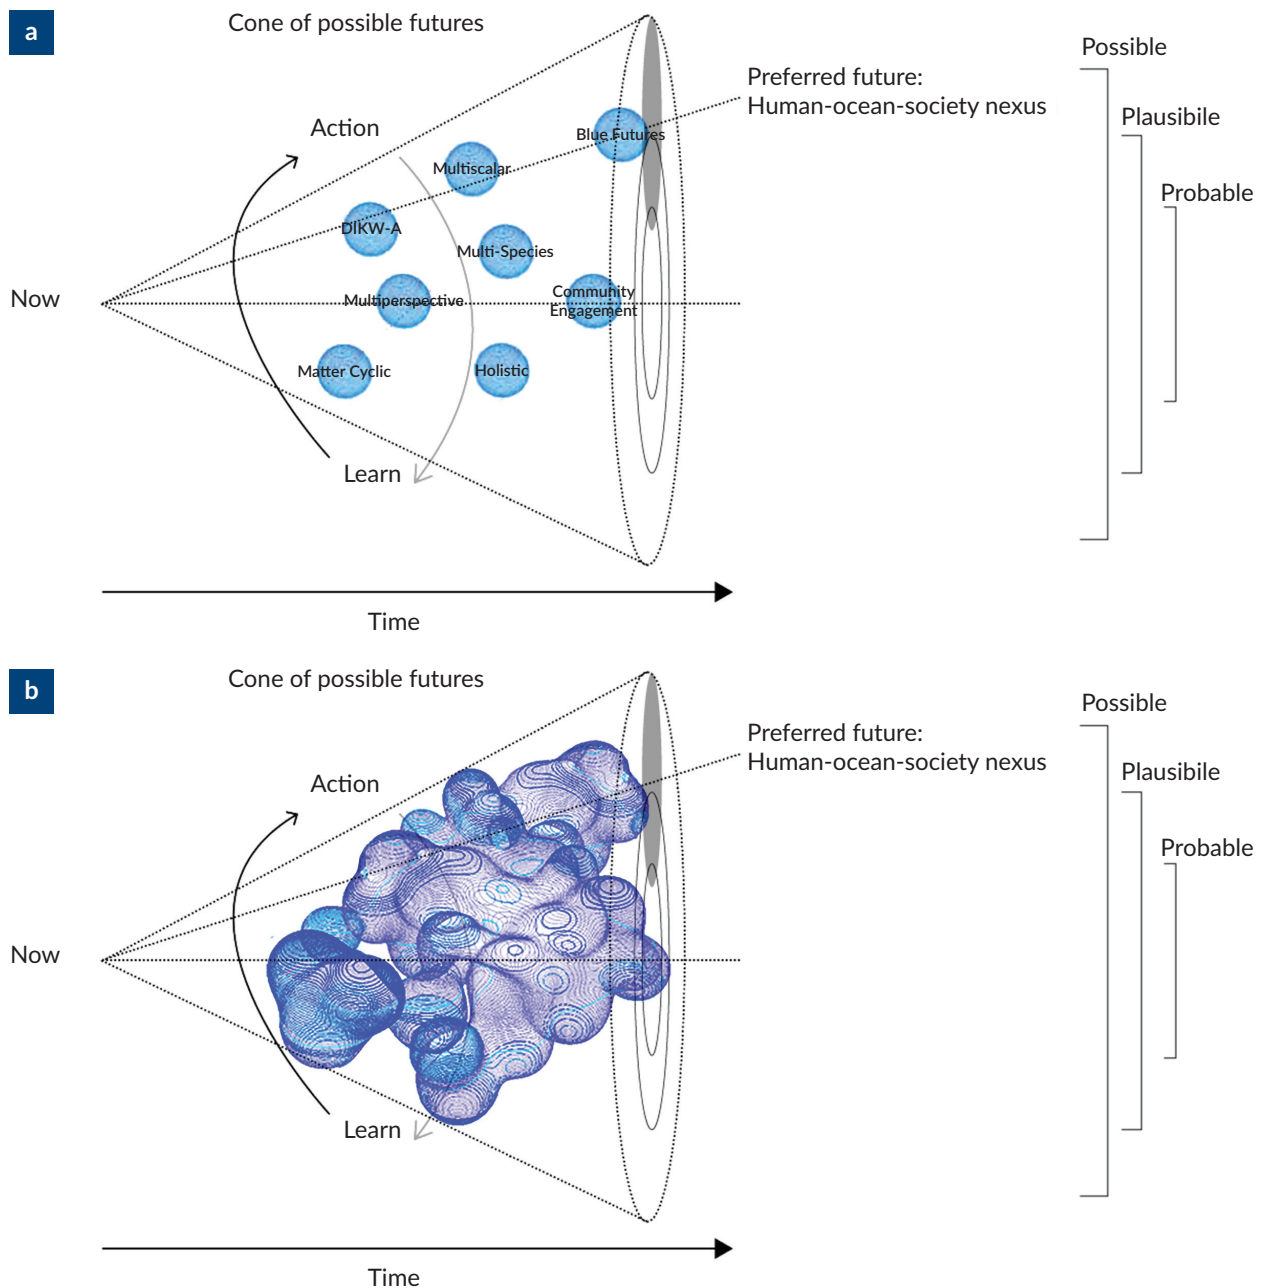 a
Cone of possible futures
Possible
Preferred future:
Human-ocean-society nexus
Plausibile
Action
Blue Futures
Multiscalar
Probable
DIKW-A
Multi-Species
Now
Multiperspective
Community
Engagement
Matter Cyclic
Holistic
Learn
Time
b
Cone of possible futures
Possible
Preferred future:
Human-ocean-society nexus
Plausibile
Action
Probable
Now
Learn
Time